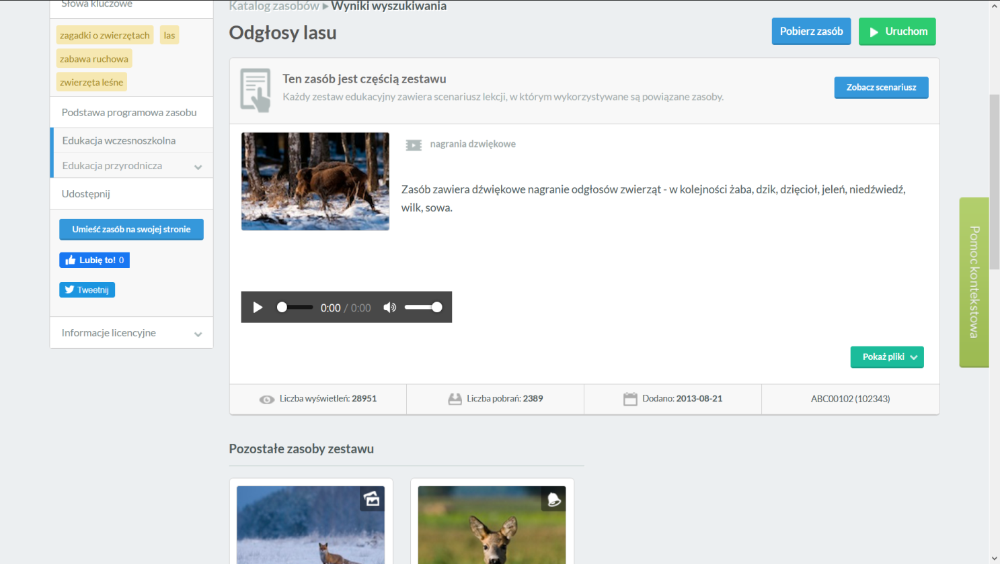 Słowa kluczowe
zagadki o zwierzętach
las
zabawa ruchowa
zwierzęta leśne
Podstawa programowa zasobu
Edukacja wczesnoszkolna
Edukacja przyrodnicza
Udostępnij
Umieść zasób na swojej stronie
Lubię to! 0
Tweetnij
Informacje licencyjne
Katalog zasobów ▸ Wyniki wyszukiwania
Odgłosy lasu
Pobierz zasób
Uruchom
Ten zasób jest częścią zestawu
Każdy zestaw edukacyjny zawiera scenariusz lekcji, w którym wykorzystywane są powiązane zasoby.
Zobacz scenariusz
nagrania dzwiękowe
Zasób zawiera dźwiękowe nagranie odgłosów zwierząt - w kolejności żaba, dzik, dzięcioł, jeleń, niedźwiedź,
wilk, sowa.
0:00 / 0:00
Pokaż pliki
Liczba wyświetleń: 28951
Liczba pobrań: 2389
Dodano: 2013-08-21
ABC00102 (102343)
Pozostałe zasoby zestawu
Pomoc kontekstowa